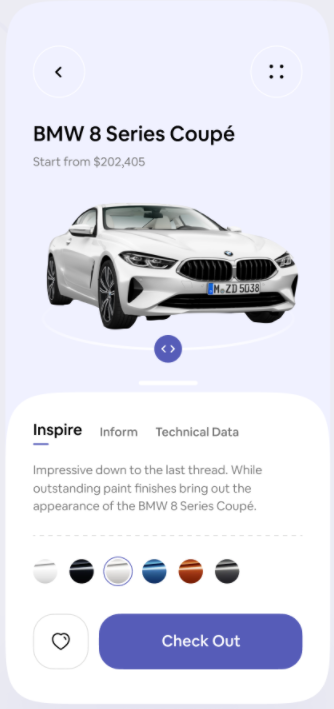 BMW 8 Series Coupé
Start from $202,405
M ZD 5038
Inspire
Inform
Technical Data
Impressive down to the last thread. While
outstanding paint finishes bring out the
appearance of the BMW 8 Series Coupé.
Check Out